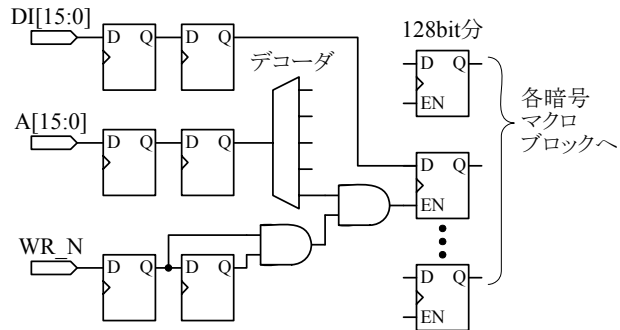 DI[15:0]
D Q
D Q
デコーダ
128bit分
D Q
EN
各暗号
マクロ
ブロックへ
A[15:0]
D Q
D Q
D Q
EN
WR_N
D Q
D Q
D Q
EN